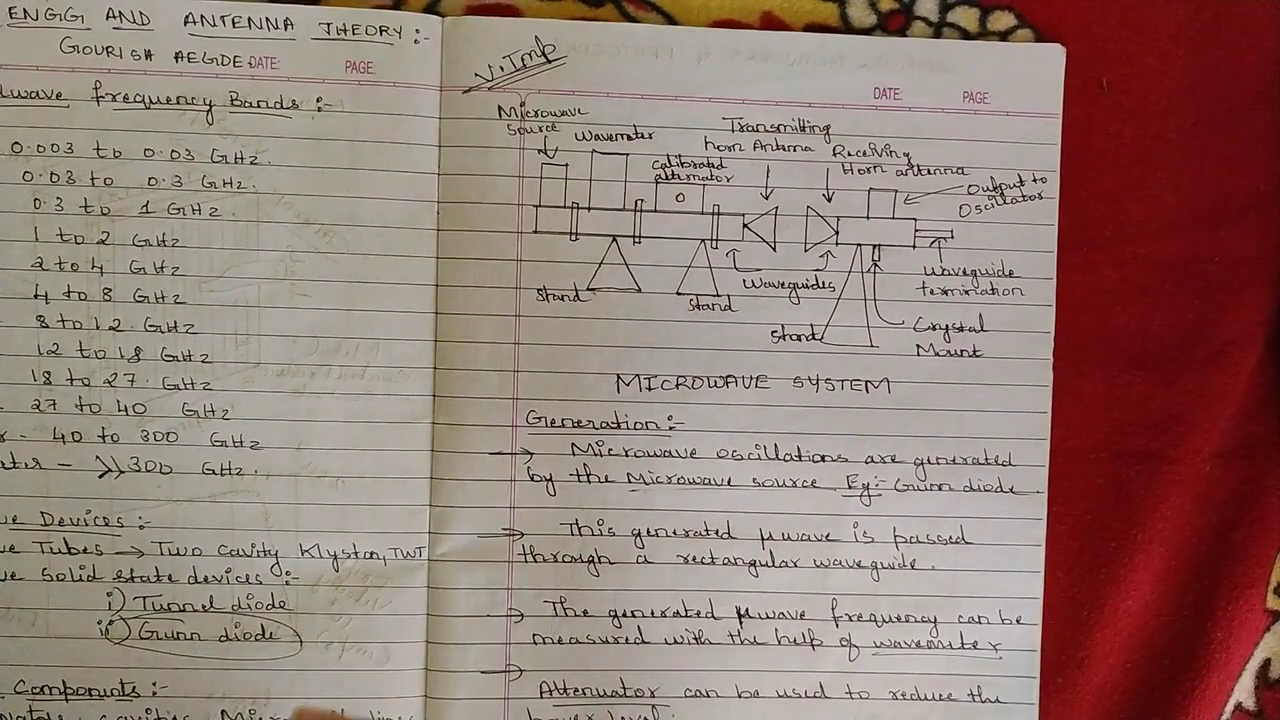 ENGG AND ANTENNA THEORY :-
GOURISH AEGDE
DATE: PAGE:
wave frequency Bands :-
0.003 to 0.03 GHz.
0.03 to 0.3 GHz.
0.3 to 1 GHz.
1 to 2 GHz
2 to 4 GHz
4 to 8 GHz
8 to 12 GHz
12 to 18 GHz
18 to 27. GHz
27 to 40 GHz
- 40 to 300 GHz
- >>300 GHz.
Devices :-
Tubes → Two cavity Klyston, TWT
Solid state devices :-
i) Tunnel diode
ii) Gunn diode
Components :-
V. Imp
DATE: PAGE:
Microwave
Source
Wavemeter
calibrated
alternator
Transmitting
horn Antenna
Receiving
Horn antenna
Output to
Oscillator
Stand
Stand
Waveguides
Stand
Waveguide
termination
Crystal
Mount
MICROWAVE SYSTEM
Generation :-
→ Microwave oscillations are generated
by the Microwave source Eg:- Gunn diode.
→ This generated μwave is passed
through a rectangular waveguide.
→ The generated μwave frequency can be
measured with the help of wavemeter
→
Attenuator can be used to reduce the
power level.